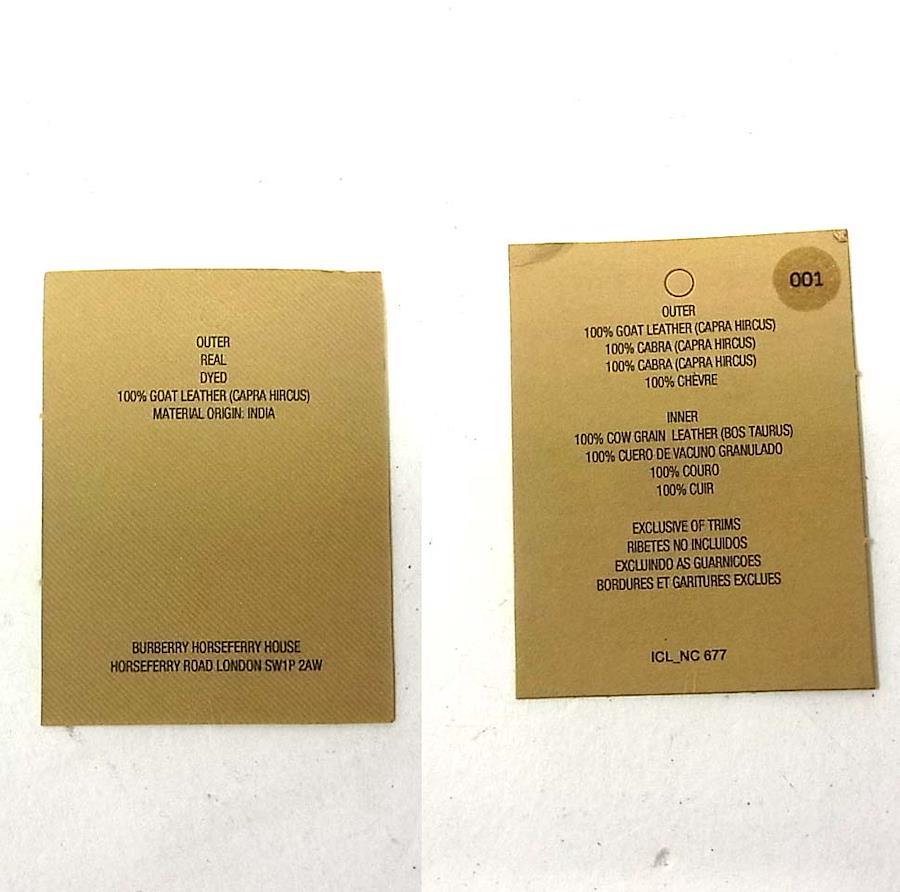 OUTER
REAL
DYED
100% GOAT LEATHER (CAPRA HIRCUS)
MATERIAL ORIGIN: INDIA
BURBERRY HORSEFERRY HOUSE
HORSEFERRY ROAD LONDON SW1P 2AW
001
OUTER
100% GOAT LEATHER (CAPRA HIRCUS)
100% CABRA (CAPRA HIRCUS)
100% CABRA (CAPRA HIRCUS)
100% CHÈVRE
INNER
100% COW GRAIN LEATHER (BOS TAURUS)
100% CUERO DE VACUNO GRANULADO
100% COURO
100% CUIR
EXCLUSIVE OF TRIMS
RIBETES NO INCLUIDOS
EXCLUINDO AS GUARNICOES
BORDURES ET GARITURES EXCLUES
ICL_NC 677